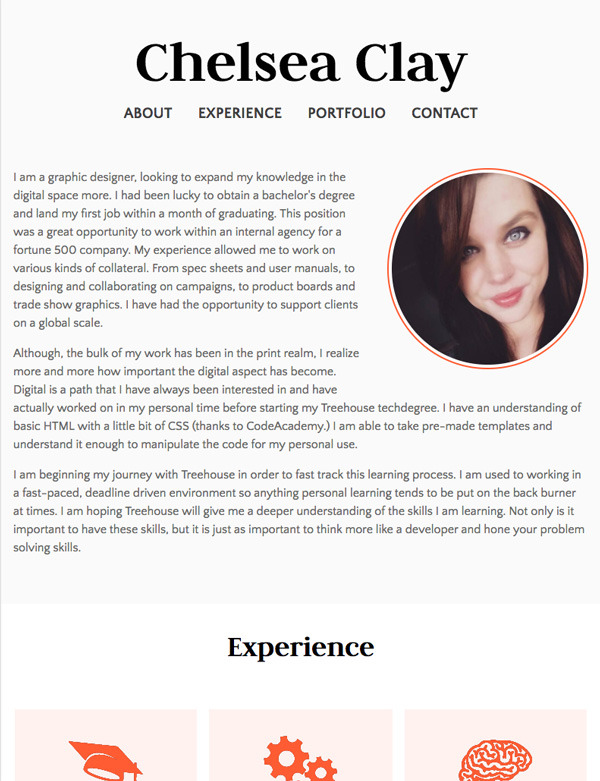 Chelsea Clay
ABOUT EXPERIENCE PORTFOLIO CONTACT
I am a graphic designer, looking to expand my knowledge in the
digital space more. I had been lucky to obtain a bachelor's degree
and land my first job within a month of graduating. This position
was a great opportunity to work within an internal agency for a
fortune 500 company. My experience allowed me to work on
various kinds of collateral. From spec sheets and user manuals, to
designing and collaborating on campaigns, to product boards and
trade show graphics. I have had the opportunity to support clients
on a global scale.
Although, the bulk of my work has been in the print realm, I realize
more and more how important the digital aspect has become.
Digital is a path that I have always been interested in and have
actually worked on in my personal time before starting my Treehouse techdegree. I have an understanding of
basic HTML with a little bit of CSS (thanks to CodeAcademy.) I am able to take pre-made templates and
understand it enough to manipulate the code for my personal use.
I am beginning my journey with Treehouse in order to fast track this learning process. I am used to working in
a fast-paced, deadline driven environment so anything personal learning tends to be put on the back burner
at times. I am hoping Treehouse will give me a deeper understanding of the skills I am learning. Not only is it
important to have these skills, but it is just as important to think more like a developer and hone your problem
solving skills.
Experience